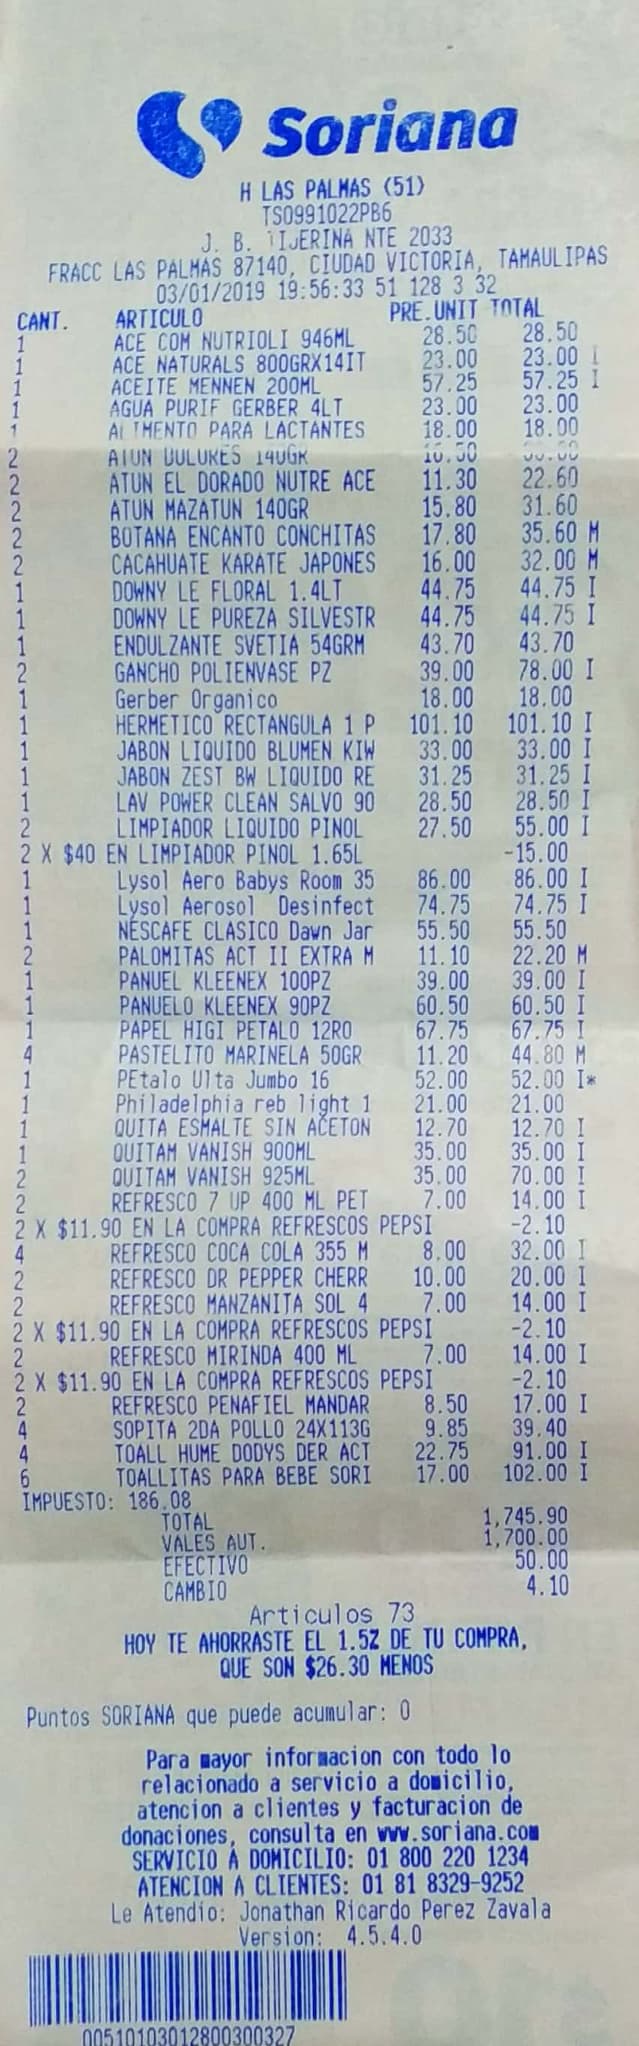 Soriana
H LAS PALMAS (51)
TSO991022PB6
J. B. TIJERINA NTE 2033
FRACC LAS PALMAS 87140, CIUDAD VICTORIA, TAMAULIPAS
03/01/2019 19:56:33 51 128 3 32
CANT. ARTICULO PRE.UNIT TOTAL
1 ACE COM NUTRIOLI 946ML 28.50 28.50
1 ACE NATURALS 800GRX14IT 23.00 23.00 I
1 ACEITE MENNEN 200ML 57.25 57.25 I
1 AGUA PURIF GERBER 4LT 23.00 23.00
1 ALIMENTO PARA LACTANTES 18.00 18.00
2 ATUN DOLORES 140GR
2 ATUN EL DORADO NUTRE ACE 11.30 22.60
2 ATUN MAZATUN 140GR 15.80 31.60
2 BOTANA ENCANTO CONCHITAS 17.80 35.60 M
2 CACAHUATE KARATE JAPONES 16.00 32.00 M
1 DOWNY LE FLORAL 1.4LT 44.75 44.75 I
1 DOWNY LE PUREZA SILVESTR 44.75 44.75 I
1 ENDULZANTE SVETIA 54GRM 43.70 43.70
2 GANCHO POLIENVASE PZ 39.00 78.00 I
1 Gerber Organico 18.00 18.00
1 HERMETICO RECTANGULA 1 P 101.10 101.10 I
1 JABON LIQUIDO BLUMEN KIW 33.00 33.00 I
1 JABON ZEST BW LIQUIDO RE 31.25 31.25 I
1 LAV POWER CLEAN SALVO 90 28.50 28.50 I
2 LIMPIADOR LIQUIDO PINOL 27.50 55.00 I
2 X $40 EN LIMPIADOR PINOL 1.65L -15.00
1 Lysol Aero Babys Room 35 86.00 86.00 I
1 Lysol Aerosol Desinfect 74.75 74.75 I
1 NESCAFE CLASICO Dawn Jar 55.50 55.50
2 PALOMITAS ACT II EXTRA M 11.10 22.20 M
1 PANUEL KLEENEX 100PZ 39.00 39.00 I
1 PANUELO KLEENEX 90PZ 60.50 60.50 I
1 PAPEL HIGI PETALO 12RO 67.75 67.75 I
4 PASTELITO MARINELA 50GR 11.20 44.80 M
1 PEtalo Ulta Jumbo 16 52.00 52.00 I*
1 Philadelphia reb light 1 21.00 21.00
1 QUITA ESMALTE SIN ACETON 12.70 12.70 I
1 QUITAM VANISH 900ML 35.00 35.00 I
2 QUITAM VANISH 925ML 35.00 70.00 I
2 REFRESCO 7 UP 400 ML PET 7.00 14.00 I
2 X $11.90 EN LA COMPRA REFRESCOS PEPSI -2.10
4 REFRESCO COCA COLA 355 M 8.00 32.00 I
2 REFRESCO DR PEPPER CHERR 10.00 20.00 I
2 REFRESCO MANZANITA SOL 4 7.00 14.00 I
2 X $11.90 EN LA COMPRA REFRESCOS PEPSI -2.10
2 REFRESCO MIRINDA 400 ML 7.00 14.00 I
2 X $11.90 EN LA COMPRA REFRESCOS PEPSI -2.10
2 REFRESCO PENAFIEL MANDAR 8.50 17.00 I
4 SOPITA 2DA POLLO 24X113G 9.85 39.40
4 TOALL HUME DODYS DER ACT 22.75 91.00 I
6 TOALLITAS PARA BEBE SORI 17.00 102.00 I
IMPUESTO: 186.08
TOTAL 1,745.90
VALES AUT. 1,700.00
EFECTIVO 50.00
CAMBIO 4.10
Articulos 73
HOY TE AHORRASTE EL 1.5% DE TU COMPRA,
QUE SON $26.30 MENOS
Puntos SORIANA que puede acumular: 0
Para mayor informacion con todo lo
relacionado a servicio a domicilio,
atencion a clientes y facturacion de
donaciones, consulta en www.soriana.com
SERVICIO A DOMICILIO: 01 800 220 1234
ATENCION A CLIENTES: 01 81 8329-9252
Le Atendio: Jonathan Ricardo Perez Zavala
Version: 4.5.4.0
00510103012800300327